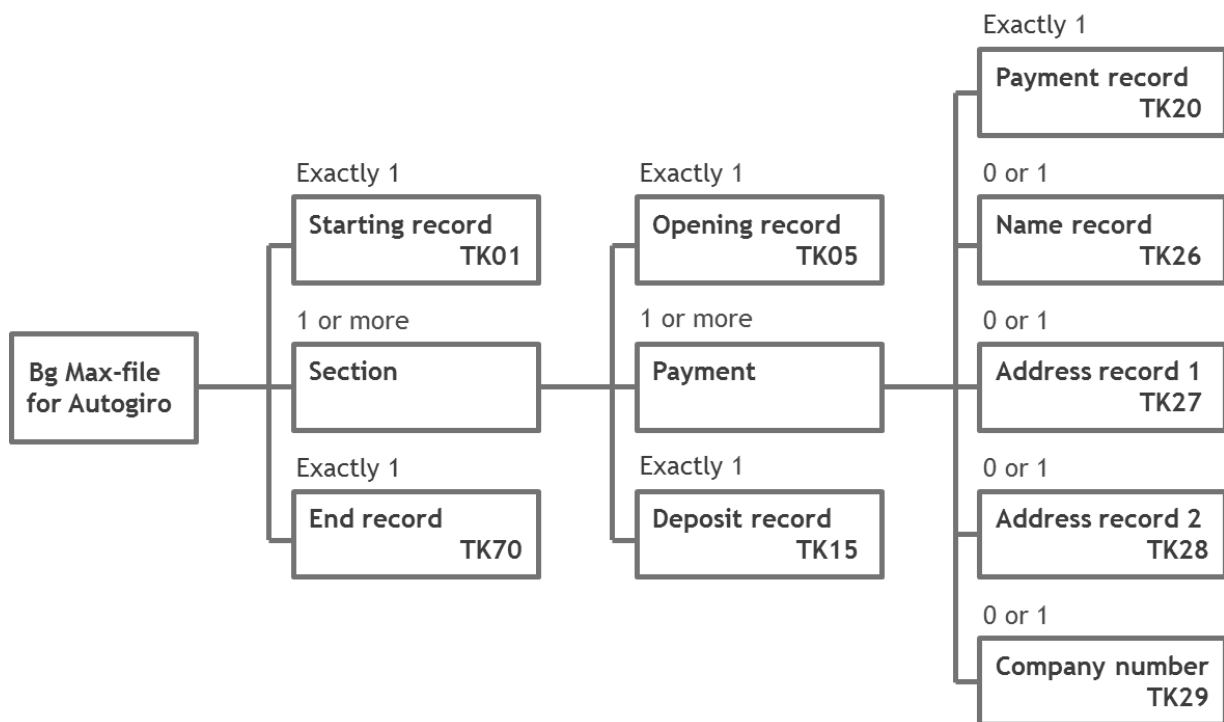 Bg Max-file
for Autogiro
Exactly 1
Starting record
TK01
1 or more
Section
Exactly 1
End record
TK70
Exactly 1
Opening record
TK05
1 or more
Payment
Exactly 1
Deposit record
TK15
Exactly 1
Payment record
TK20
0 or 1
Name record
TK26
0 or 1
Address record 1
TK27
0 or 1
Address record 2
TK28
0 or 1
Company number
TK29